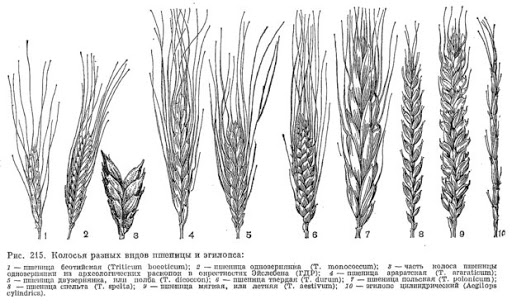 1 2 3 4 5 6 7 8 9 10
Рис. 215. Колосья разных видов пшеницы и эгилопса:
1 — пшеница беотийская (Triticum boeoticum); 2 — пшеница однозернянка (T. monococcum); 3 — часть колоса пшеницы
однозернянки из археологических раскопок в окрестностях Эйслебена (ГДР); 4 — пшеница араратская (T. araraticum);
5 — пшеница двузернянка, или полба (T. dicoccon); 6 — пшеница твердая (T. durum); 7 — пшеница польская (T. polonicum);
8 — пшеница спельта (T. spelta); 9 — пшеница мягкая, или летняя (T. aestivum); 10 — эгилопс цилиндрический (Aegilops
cylindrica).